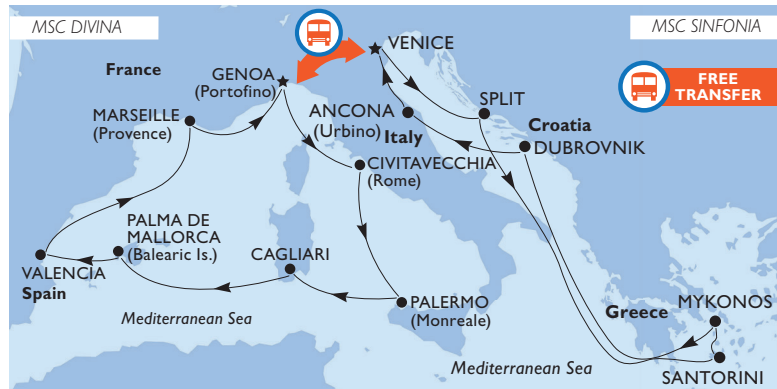 MSC DIVINA
MSC SINFONIA
VENICE
France
GENOA
(Portofino)
FREE
TRANSFER
MARSEILLE
(Provence)
ANCONA
(Urbino)
Italy
SPLIT
Croatia
DUBROVNIK
CIVITAVECCHIA
(Rome)
PALMA DE
MALLORCA
(Balearic Is.)
CAGLIARI
VALENCIA
Spain
PALERMO
(Monreale)
Greece
MYKONOS
SANTORINI
Mediterranean Sea
Mediterranean Sea